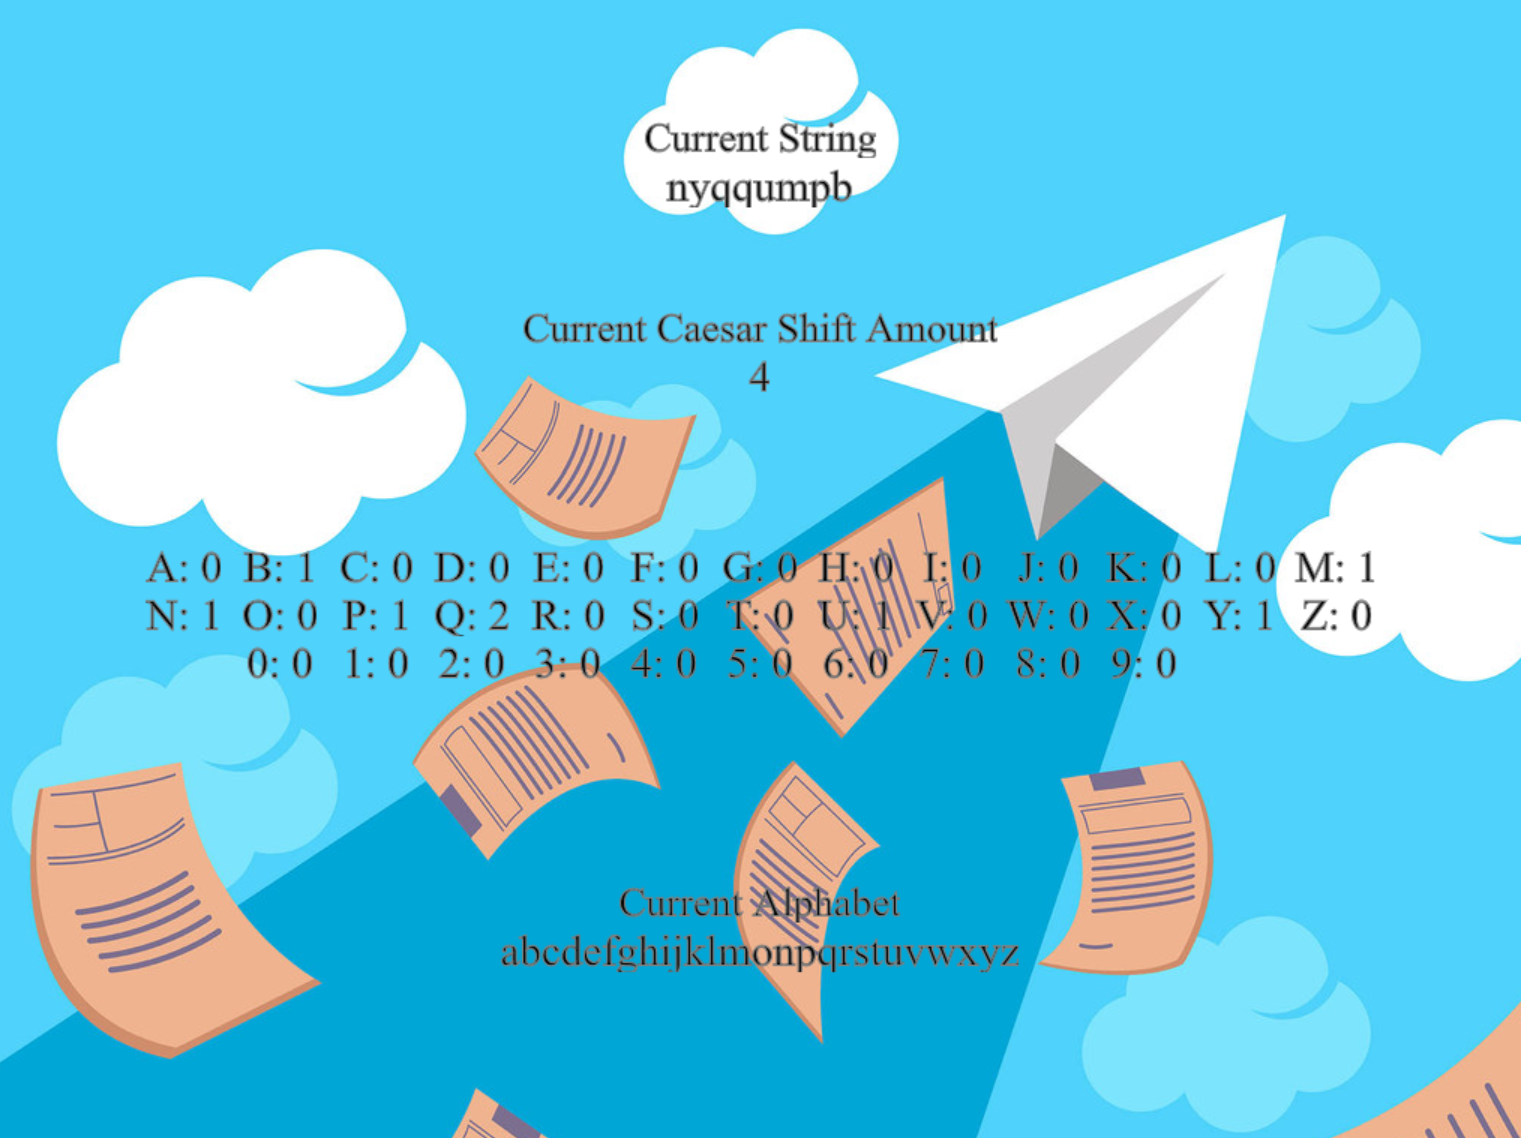 Current String
nyqqumpb
Current Caesar Shift Amount
4
A: 0 B: 1 C: 0 D: 0 E: 0 F: 0 G: 0 H: 0 I: 0 J: 0 K: 0 L: 0 M: 1
N: 1 O: 0 P: 1 Q: 2 R: 0 S: 0 T: 0 U: 1 V: 0 W: 0 X: 0 Y: 1 Z: 0
0: 0 1: 0 2: 0 3: 0 4: 0 5: 0 6: 0 7: 0 8: 0 9: 0
Current Alphabet
abcdefghijklmonpqrstuvwxyz